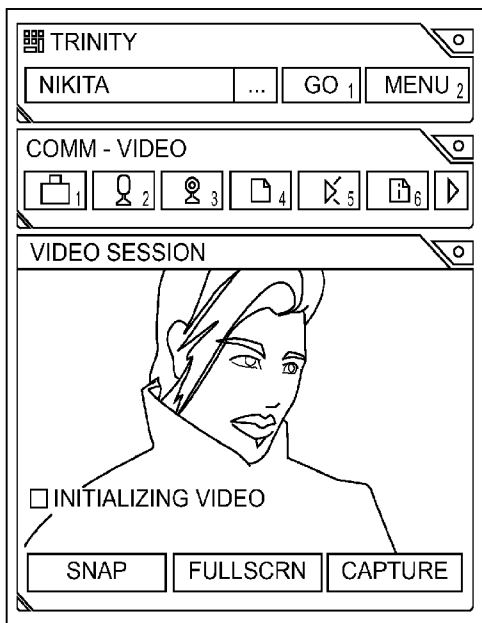 TRINITY
NIKITA ... GO 1 MENU 2
COMM - VIDEO
1 2 3 4 5 i 6
VIDEO SESSION
INITIALIZING VIDEO
SNAP FULLSCRN CAPTURE